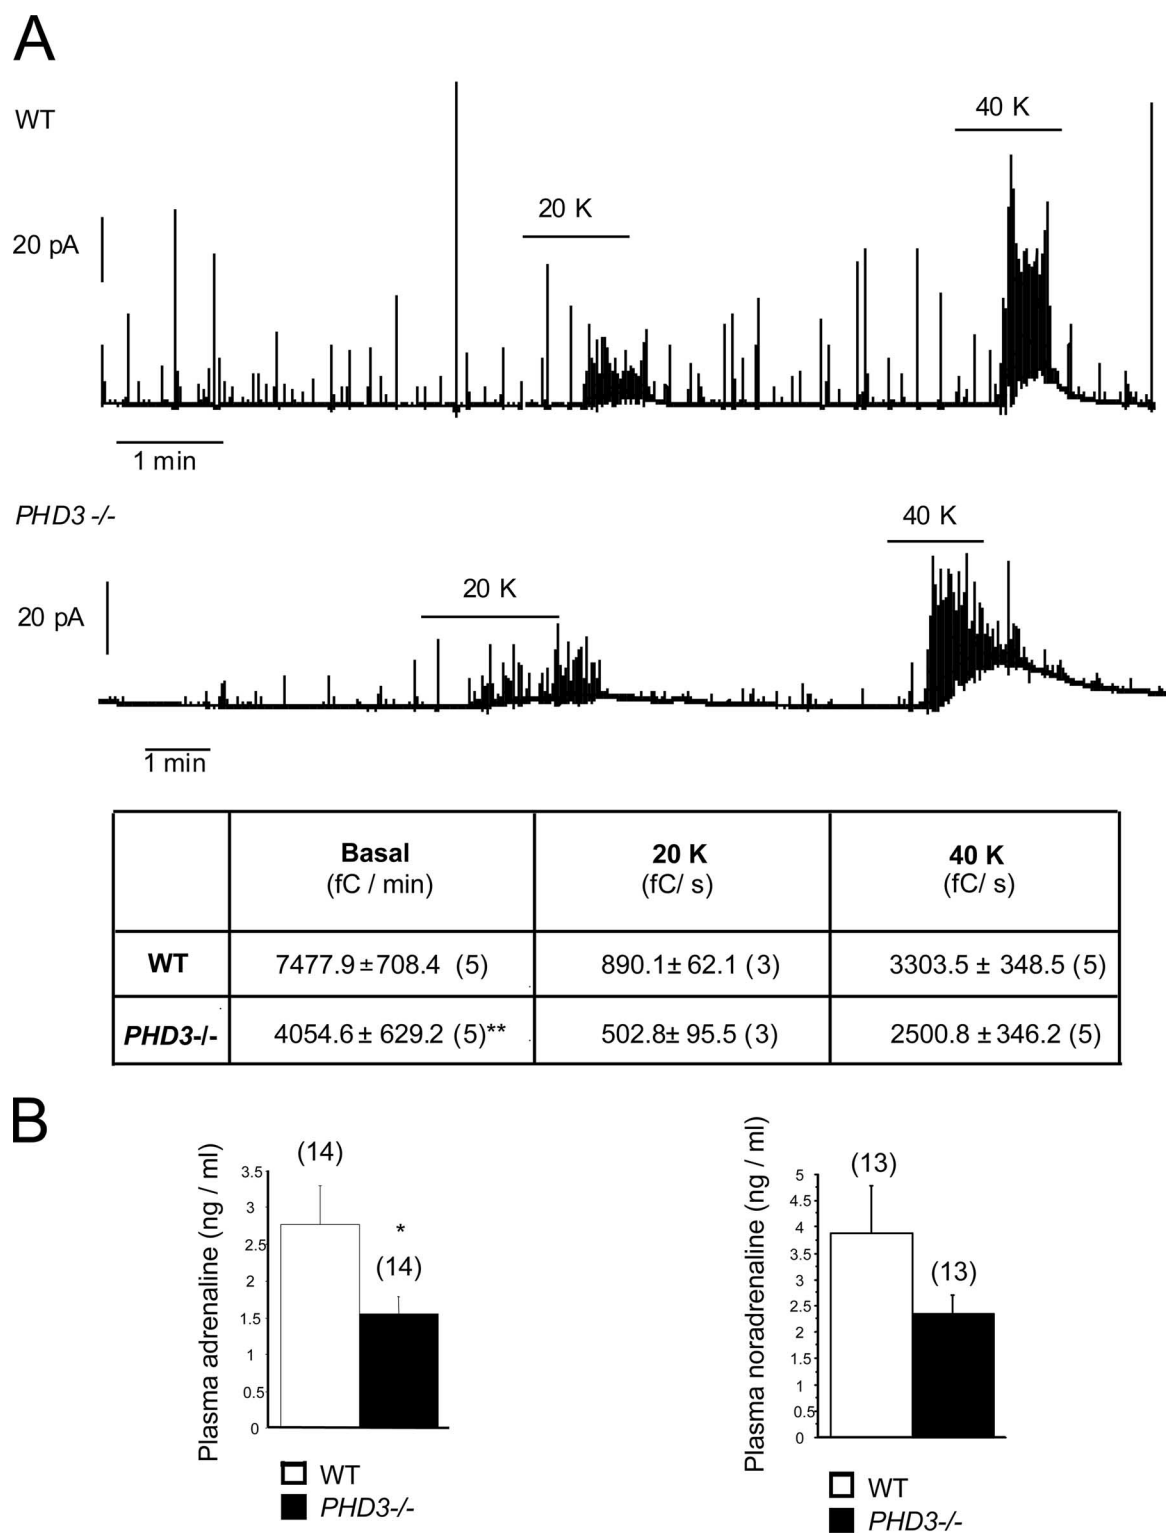 A
WT
40 K
20 K
20 pA
1 min
PHD3 -/-
40 K
20 K
20 pA
1 min
Basal 20 K 40 K
(fC / min) (fC/ s) (fC/ s)
WT 7477.9 ± 708.4 (5) 890.1± 62.1 (3) 3303.5 ± 348.5 (5)
PHD3-/- 4054.6 ± 629.2 (5)** 502.8± 95.5 (3) 2500.8 ± 346.2 (5)
B
Plasma adrenaline (ng / ml)
(14)
3.5
3
2.5
2
1.5
1
0.5
0
*
(14)
WT
PHD3-/-
Plasma noradrenaline (ng / ml)
(13)
5
4.5
4
3.5
3
2.5
2
1.5
1
0.5
0
(13)
WT
PHD3-/-